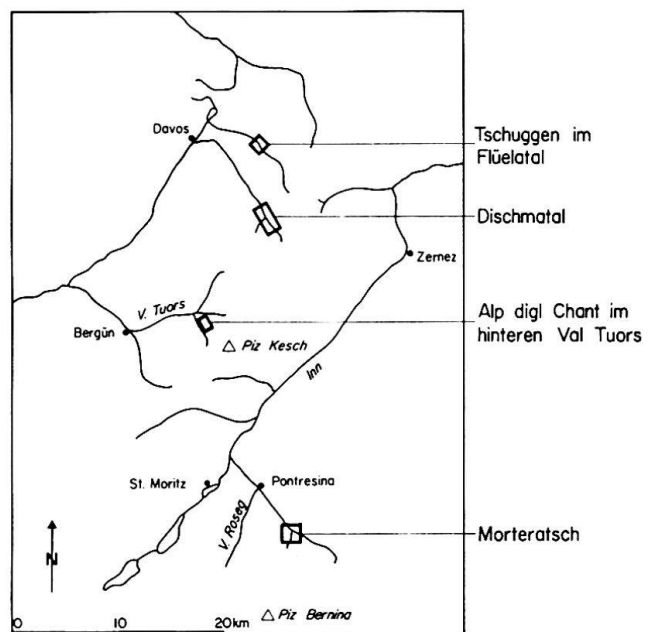 Davos
Tschuggen im
Flüelatal
Dischmatal
Zernez
V. Tuors
Bergün
Alp digl Chant im
hinteren Val Tuors
Piz Kesch
Inn
St. Moritz
Pontresina
V. Roseg
Morteratsch
N
0 10 20km
Piz Bernina